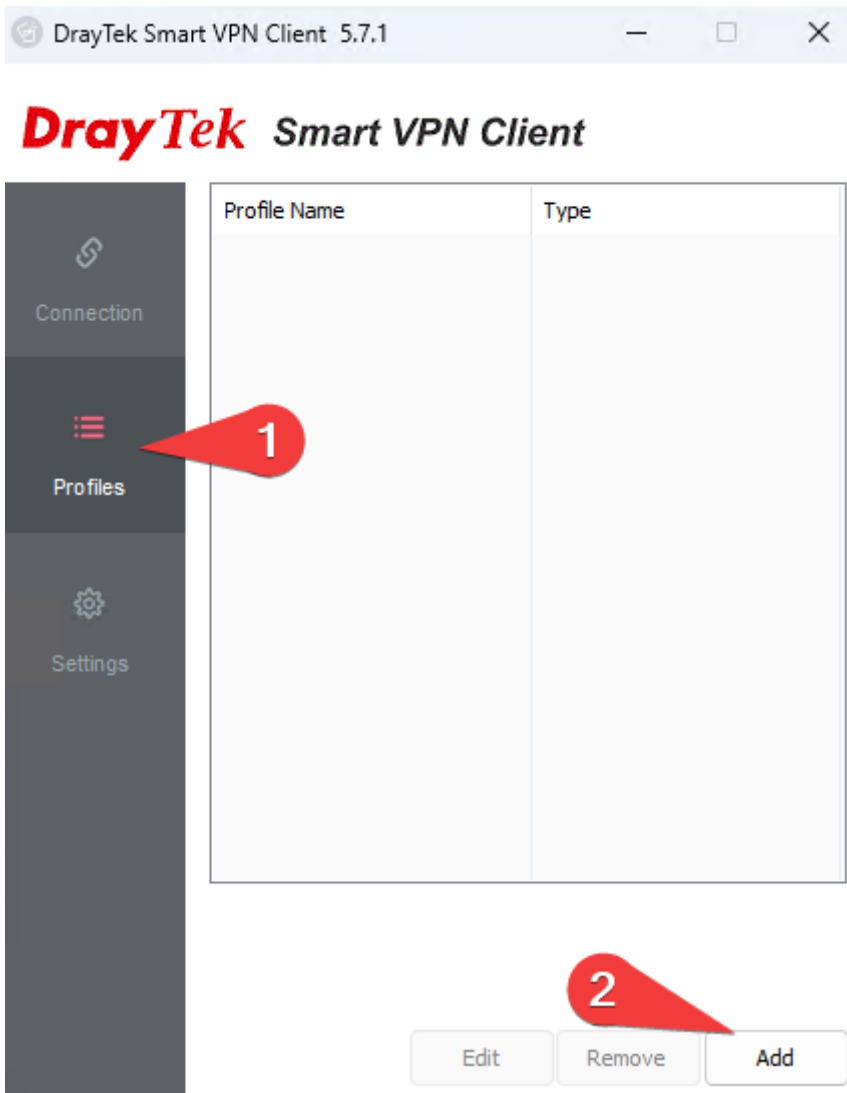 DrayTek Smart VPN Client 5.7.1
DrayTek Smart VPN Client
Profile Name Type
Connection
1
Profiles
Settings
2
Edit Remove Add